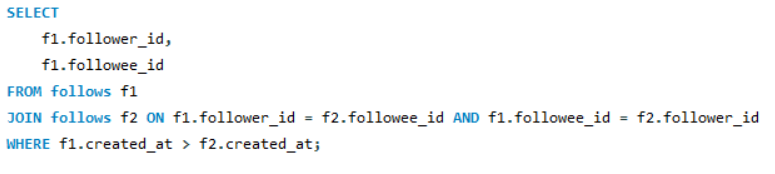 SELECT
    f1.follower_id,
    f1.followee_id
FROM follows f1
JOIN follows f2 ON f1.follower_id = f2.followee_id AND f1.followee_id = f2.follower_id
WHERE f1.created_at > f2.created_at;